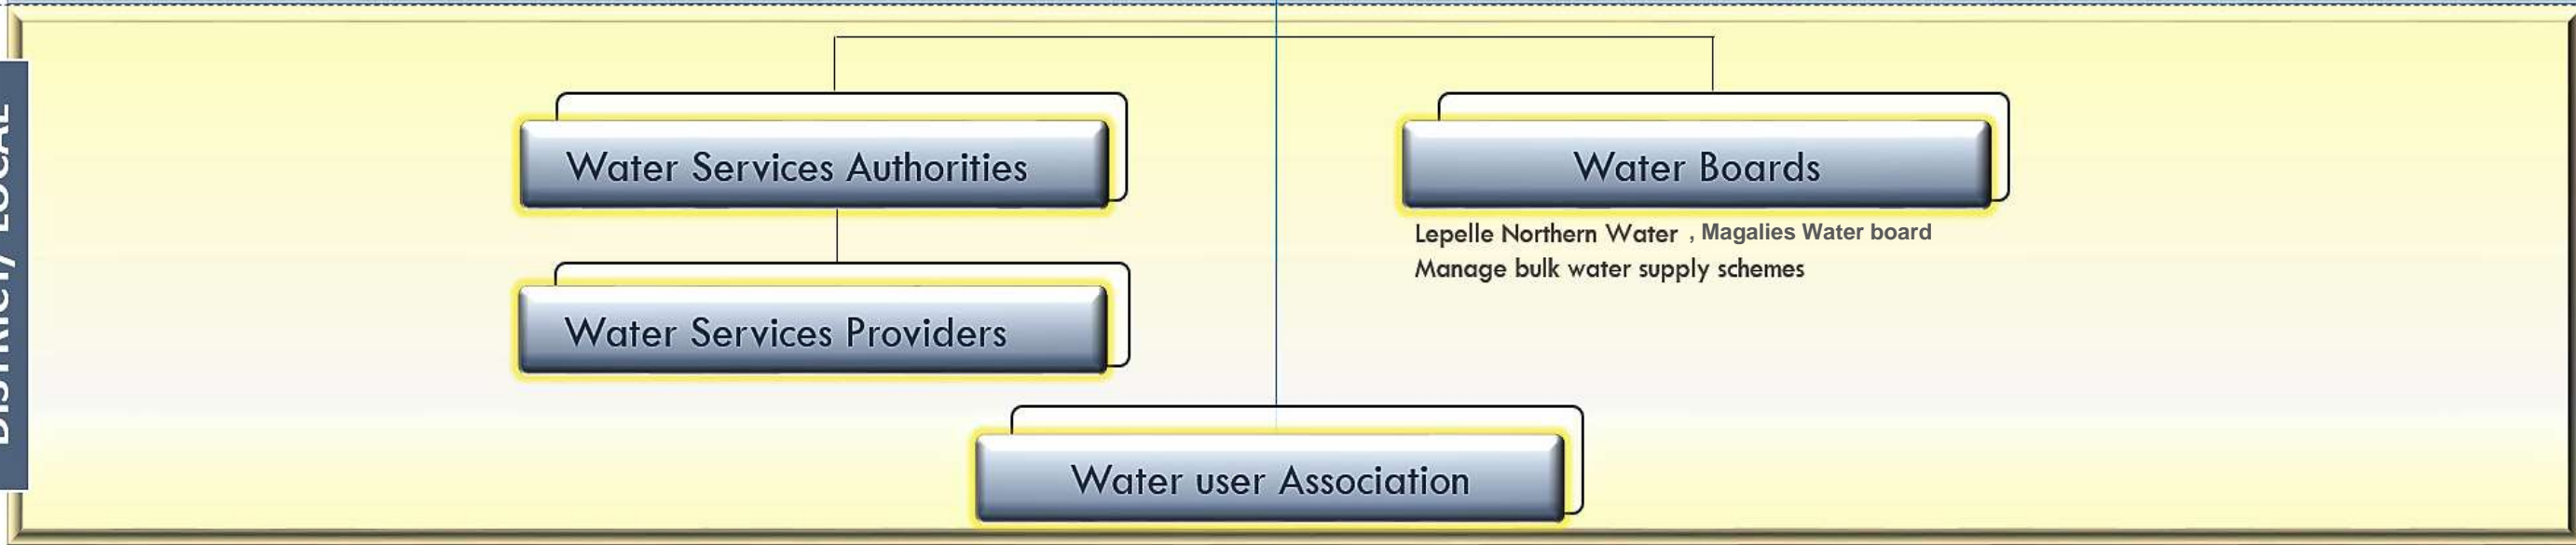 DISTRICT/ LOCAL
Water Services Authorities
Water Boards
Lepelle Northern Water , Magalies Water board
Manage bulk water supply schemes
Water Services Providers
Water user Association